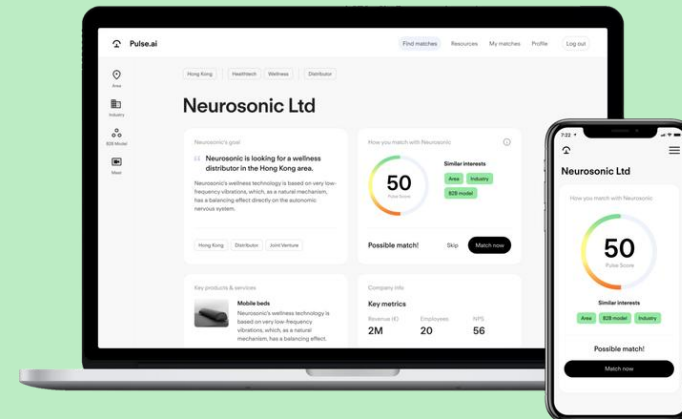 Pulse.ai
Find matches
Resources
My matches
Profile
Log out
Area
Industry
B2B Model
Hong Kong
Healthtech
Wellness
Distributor
Neurosonic Ltd
Neurosonic's goal
Neurosonic is looking for a wellness
distributor in the Hong Kong area.
Neurosonic's wellness technology is based on very low-
frequency vibrations, which, as a natural mechanism,
has a balancing effect directly on the autonomic
nervous system.
Hong Kong
Distributor
Joint Venture
How you match with Neurosonic
50
Pulse Score
Similar interests
Area
Industry
B2B model
Possible match!
Skip
Match now
Key products & services
Mobile beds
Neurosonic's wellness technology is
based on very low-frequency
vibrations, which, as a natural
mechanism, has a balancing effect.
Company info
Key metrics
Revenue (€)
Employees
NPS
2M
20
56
7:22
Neurosonic Ltd
How you match with Neurosonic
50
Pulse Score
Similar interests
Area
B2B model
Industry
Possible match!
Match now